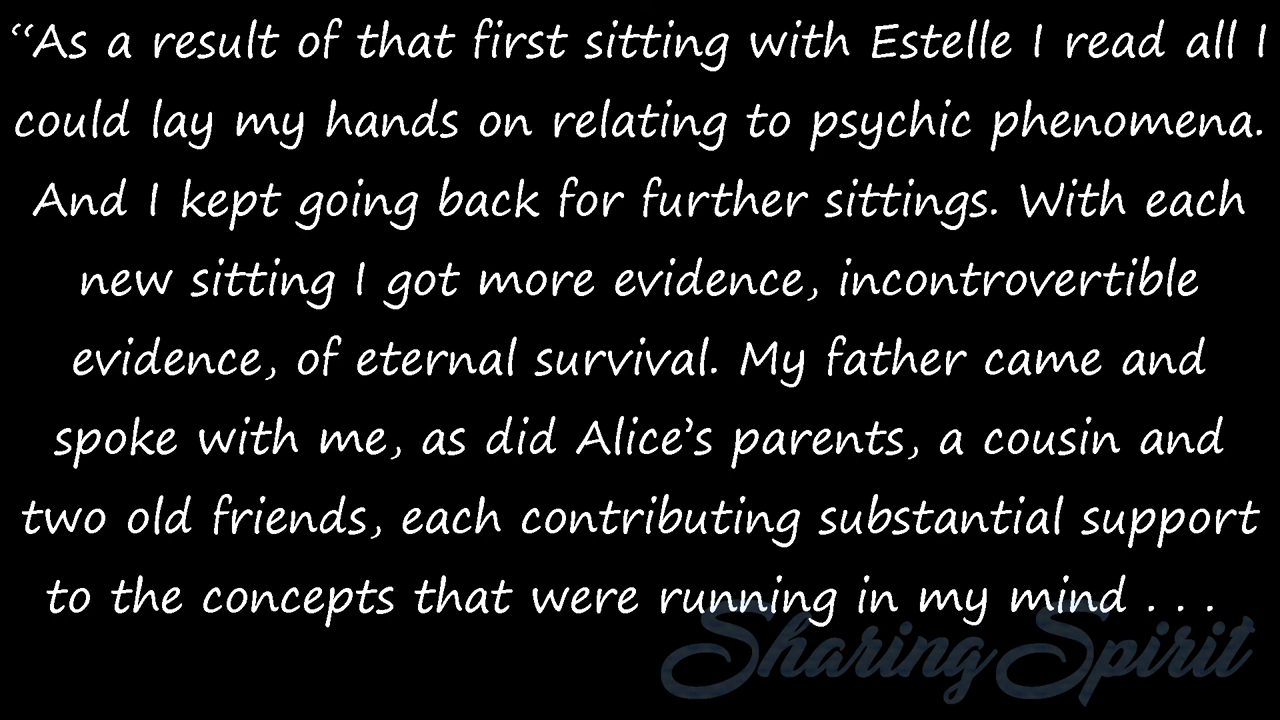 “As a result of that first sitting with Estelle I read all I
could lay my hands on relating to psychic phenomena.
And I kept going back for further sittings. With each
new sitting I got more evidence, incontrovertible
evidence, of eternal survival. My father came and
spoke with me, as did Alice’s parents, a cousin and
two old friends, each contributing substantial support
to the concepts that were running in my mind . . .
Sharing Spirit